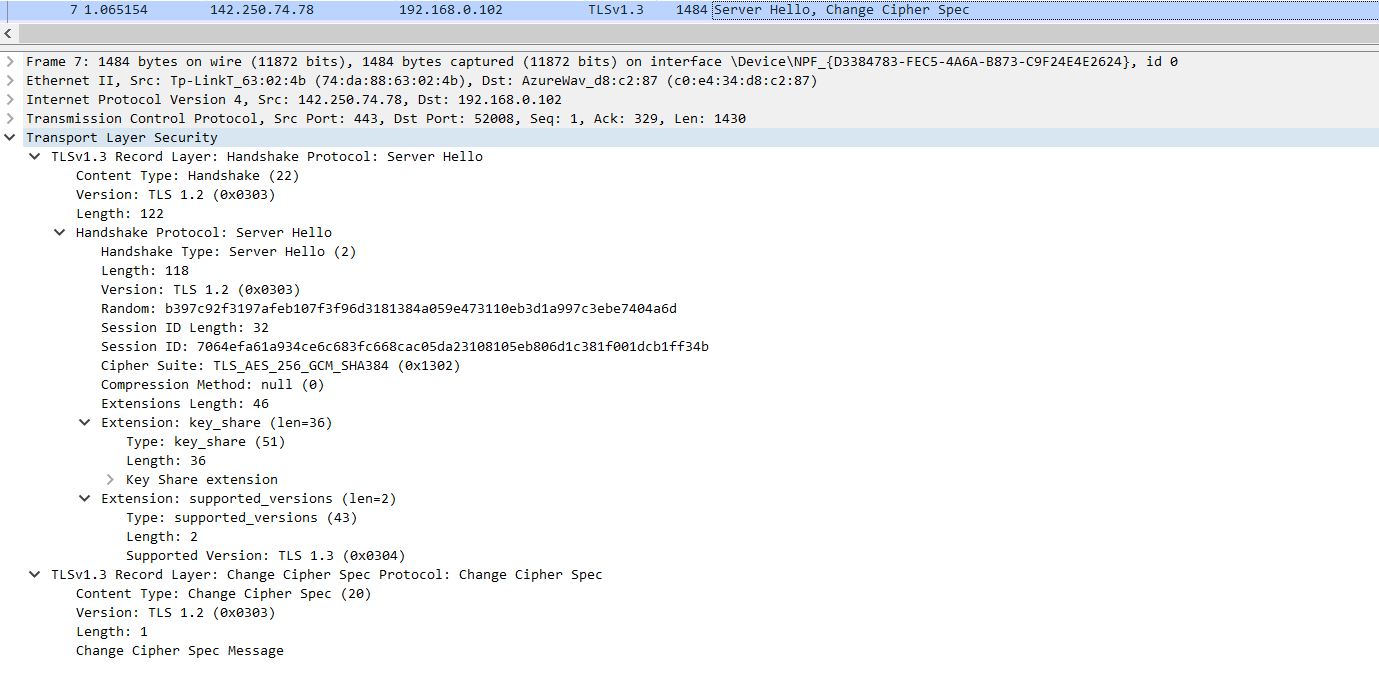 7 1.065154 142.250.74.78 192.168.0.102 TLSv1.3 1484 Server Hello, Change Cipher Spec
Frame 7: 1484 bytes on wire (11872 bits), 1484 bytes captured (11872 bits) on interface \Device\NPF_{D3384783-FEC5-4A6A-B873-C9F24E4E2624}, id 0
Ethernet II, Src: Tp-LinkT_63:02:4b (74:da:88:63:02:4b), Dst: AzureWav_d8:c2:87 (c0:e4:34:d8:c2:87)
Internet Protocol Version 4, Src: 142.250.74.78, Dst: 192.168.0.102
Transmission Control Protocol, Src Port: 443, Dst Port: 52008, Seq: 1, Ack: 329, Len: 1430
Transport Layer Security
TLSv1.3 Record Layer: Handshake Protocol: Server Hello
Content Type: Handshake (22)
Version: TLS 1.2 (0x0303)
Length: 122
Handshake Protocol: Server Hello
Handshake Type: Server Hello (2)
Length: 118
Version: TLS 1.2 (0x0303)
Random: b397c92f3197afeb107f3f96d3181384a059e473110eb3d1a997c3ebe7404a6d
Session ID Length: 32
Session ID: 7064efa61a934ce6c683fc668cac05da23108105eb806d1c381f001dcb1ff34b
Cipher Suite: TLS_AES_256_GCM_SHA384 (0x1302)
Compression Method: null (0)
Extensions Length: 46
Extension: key_share (len=36)
Type: key_share (51)
Length: 36
Key Share extension
Extension: supported_versions (len=2)
Type: supported_versions (43)
Length: 2
Supported Version: TLS 1.3 (0x0304)
TLSv1.3 Record Layer: Change Cipher Spec Protocol: Change Cipher Spec
Content Type: Change Cipher Spec (20)
Version: TLS 1.2 (0x0303)
Length: 1
Change Cipher Spec Message